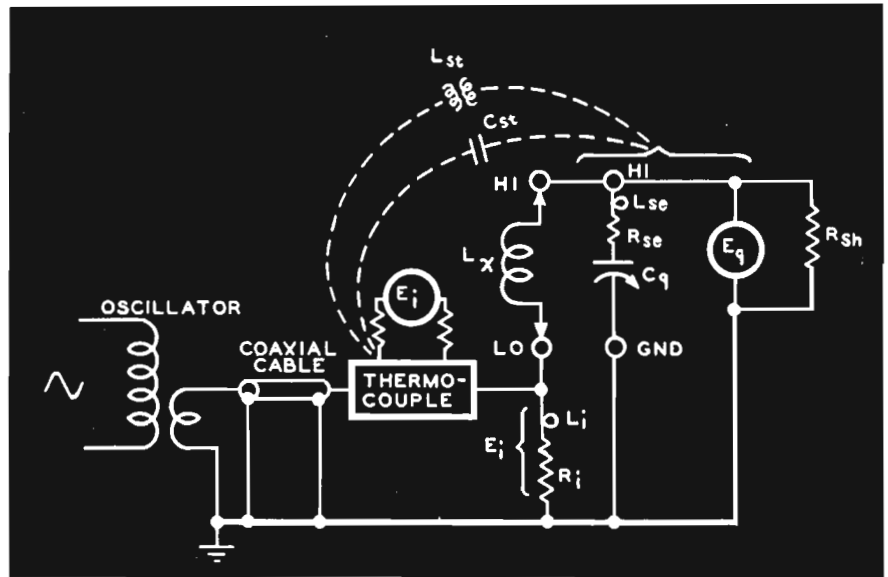 Lst
Cst
HI
HI
Lse
Rse
Rsh
Eq
Cq
Lx
Ei
OSCILLATOR
COAXIAL
CABLE
THERMO-
COUPLE
LO
GND
Ei
Li
Ri